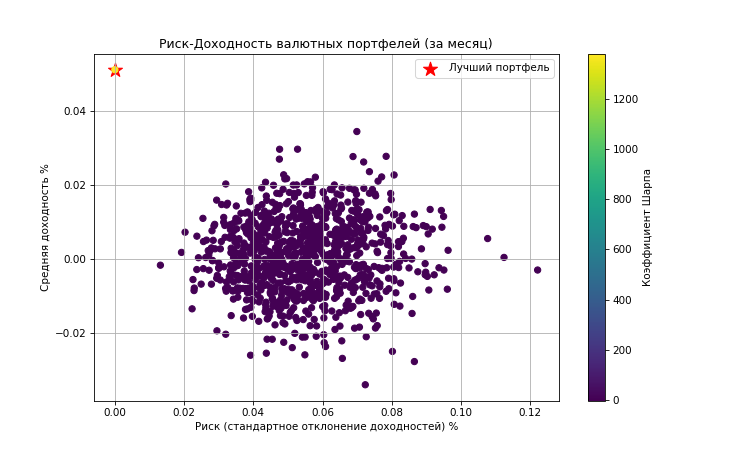 Риск-Доходность валютных портфелей (за месяц)
Лучший портфель
Средняя доходность %
0.04
0.02
0.00
−0.02
0.00 0.02 0.04 0.06 0.08 0.10 0.12
Риск (стандартное отклонение доходностей) %
1200
1000
800
600
400
200
0
Коэффициент Шарпа